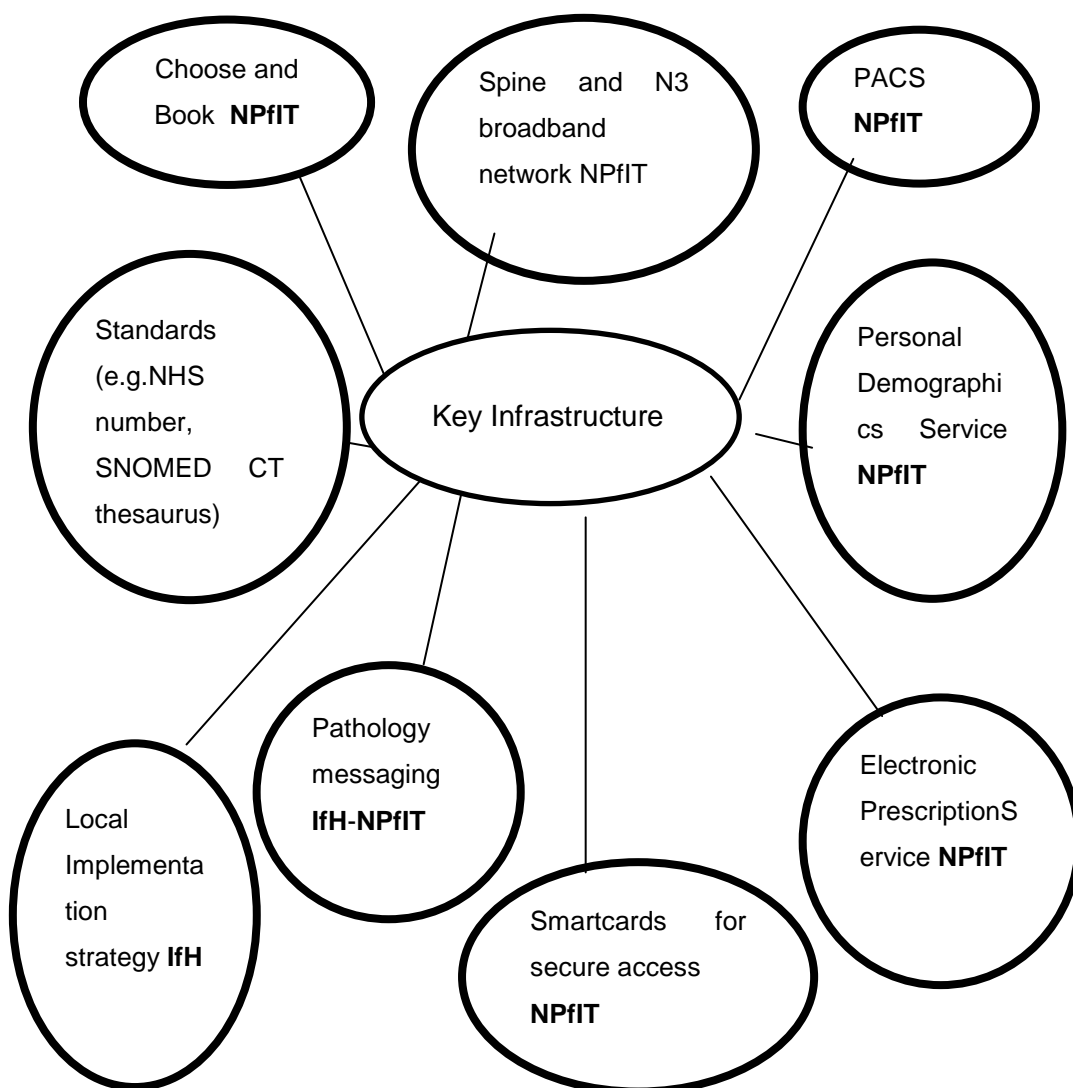 Choose and
Book NPfIT
Spine and N3
broadband
network NPfIT
PACS
NPfIT
Standards
(e.g.NHS
number,
SNOMED CT
thesaurus)
Key Infrastructure
Personal
Demographi
cs Service
NPfIT
Local
Implementa
tion
strategy IfH
Pathology
messaging
IfH-NPfIT
Smartcards for
secure access
NPfIT
Electronic
PrescriptionS
ervice NPfIT